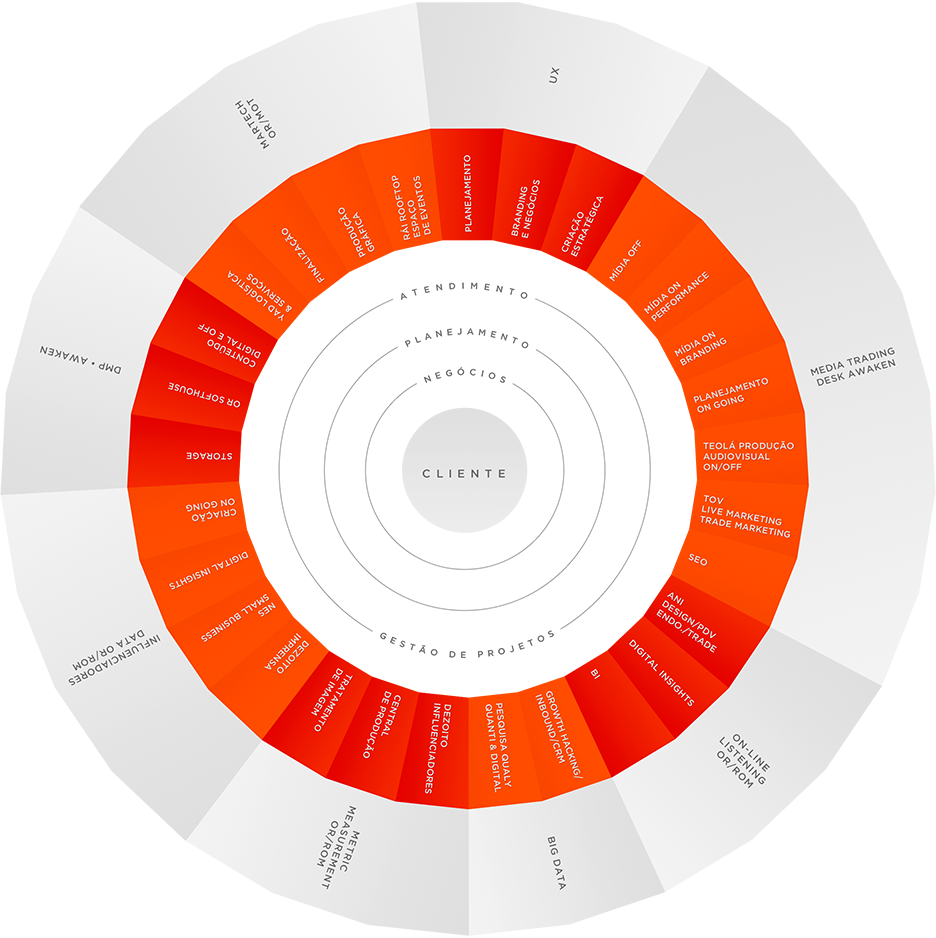 UX
MEDIA TRADING
DESK AWAKEN
ON-LINE
LISTENING
OR/ROM
BIG DATA
METRIC
MEASUREMENT
OR/ROM
INFLUENCIADORES
DATA OR/ROM
DMP • AWAKEN
MARTECH
OR/MOT
PLANEJAMENTO
BRANDING
E NEGÓCIOS
CRIAÇÃO
ESTRATÉGICA
MÍDIA OFF
MÍDIA ON
PERFORMANCE
MÍDIA ON
BRANDING
PLANEJAMENTO
ON GOING
TEOLÁ PRODUÇÃO
AUDIOVISUAL
ON/OFF
TOV
LIVE MARKETING
TRADE MARKETING
SEO
ANI
DESIGN/PDV
ENDO./TRADE
DIGITAL INSIGHTS
BI
GROWTH HACKING/
INBOUND/CRM
PESQUISA QUALY
QUANTI & DIGITAL
DEZOITO
INFLUENCIADORES
CENTRAL
DE PRODUÇÃO
TRATAMENTO
DE IMAGEM
DEZOITO
IMPRENSA
NES
SMALL BUSINESS
DIGITAL INSIGHTS
CRIAÇÃO
ON GOING
STORAGE
OR SOFTHOUSE
CONTEÚDO
DIGITAL E OFF
YAD LOGÍSTICA
& SERVIÇOS
FINALIZAÇÃO
PRODUÇÃO
GRÁFICA
RÁI ROOFTOP
ESPAÇO
DE EVENTOS
ATENDIMENTO
PLANEJAMENTO
NEGÓCIOS
CLIENTE
GESTÃO DE PROJETOS